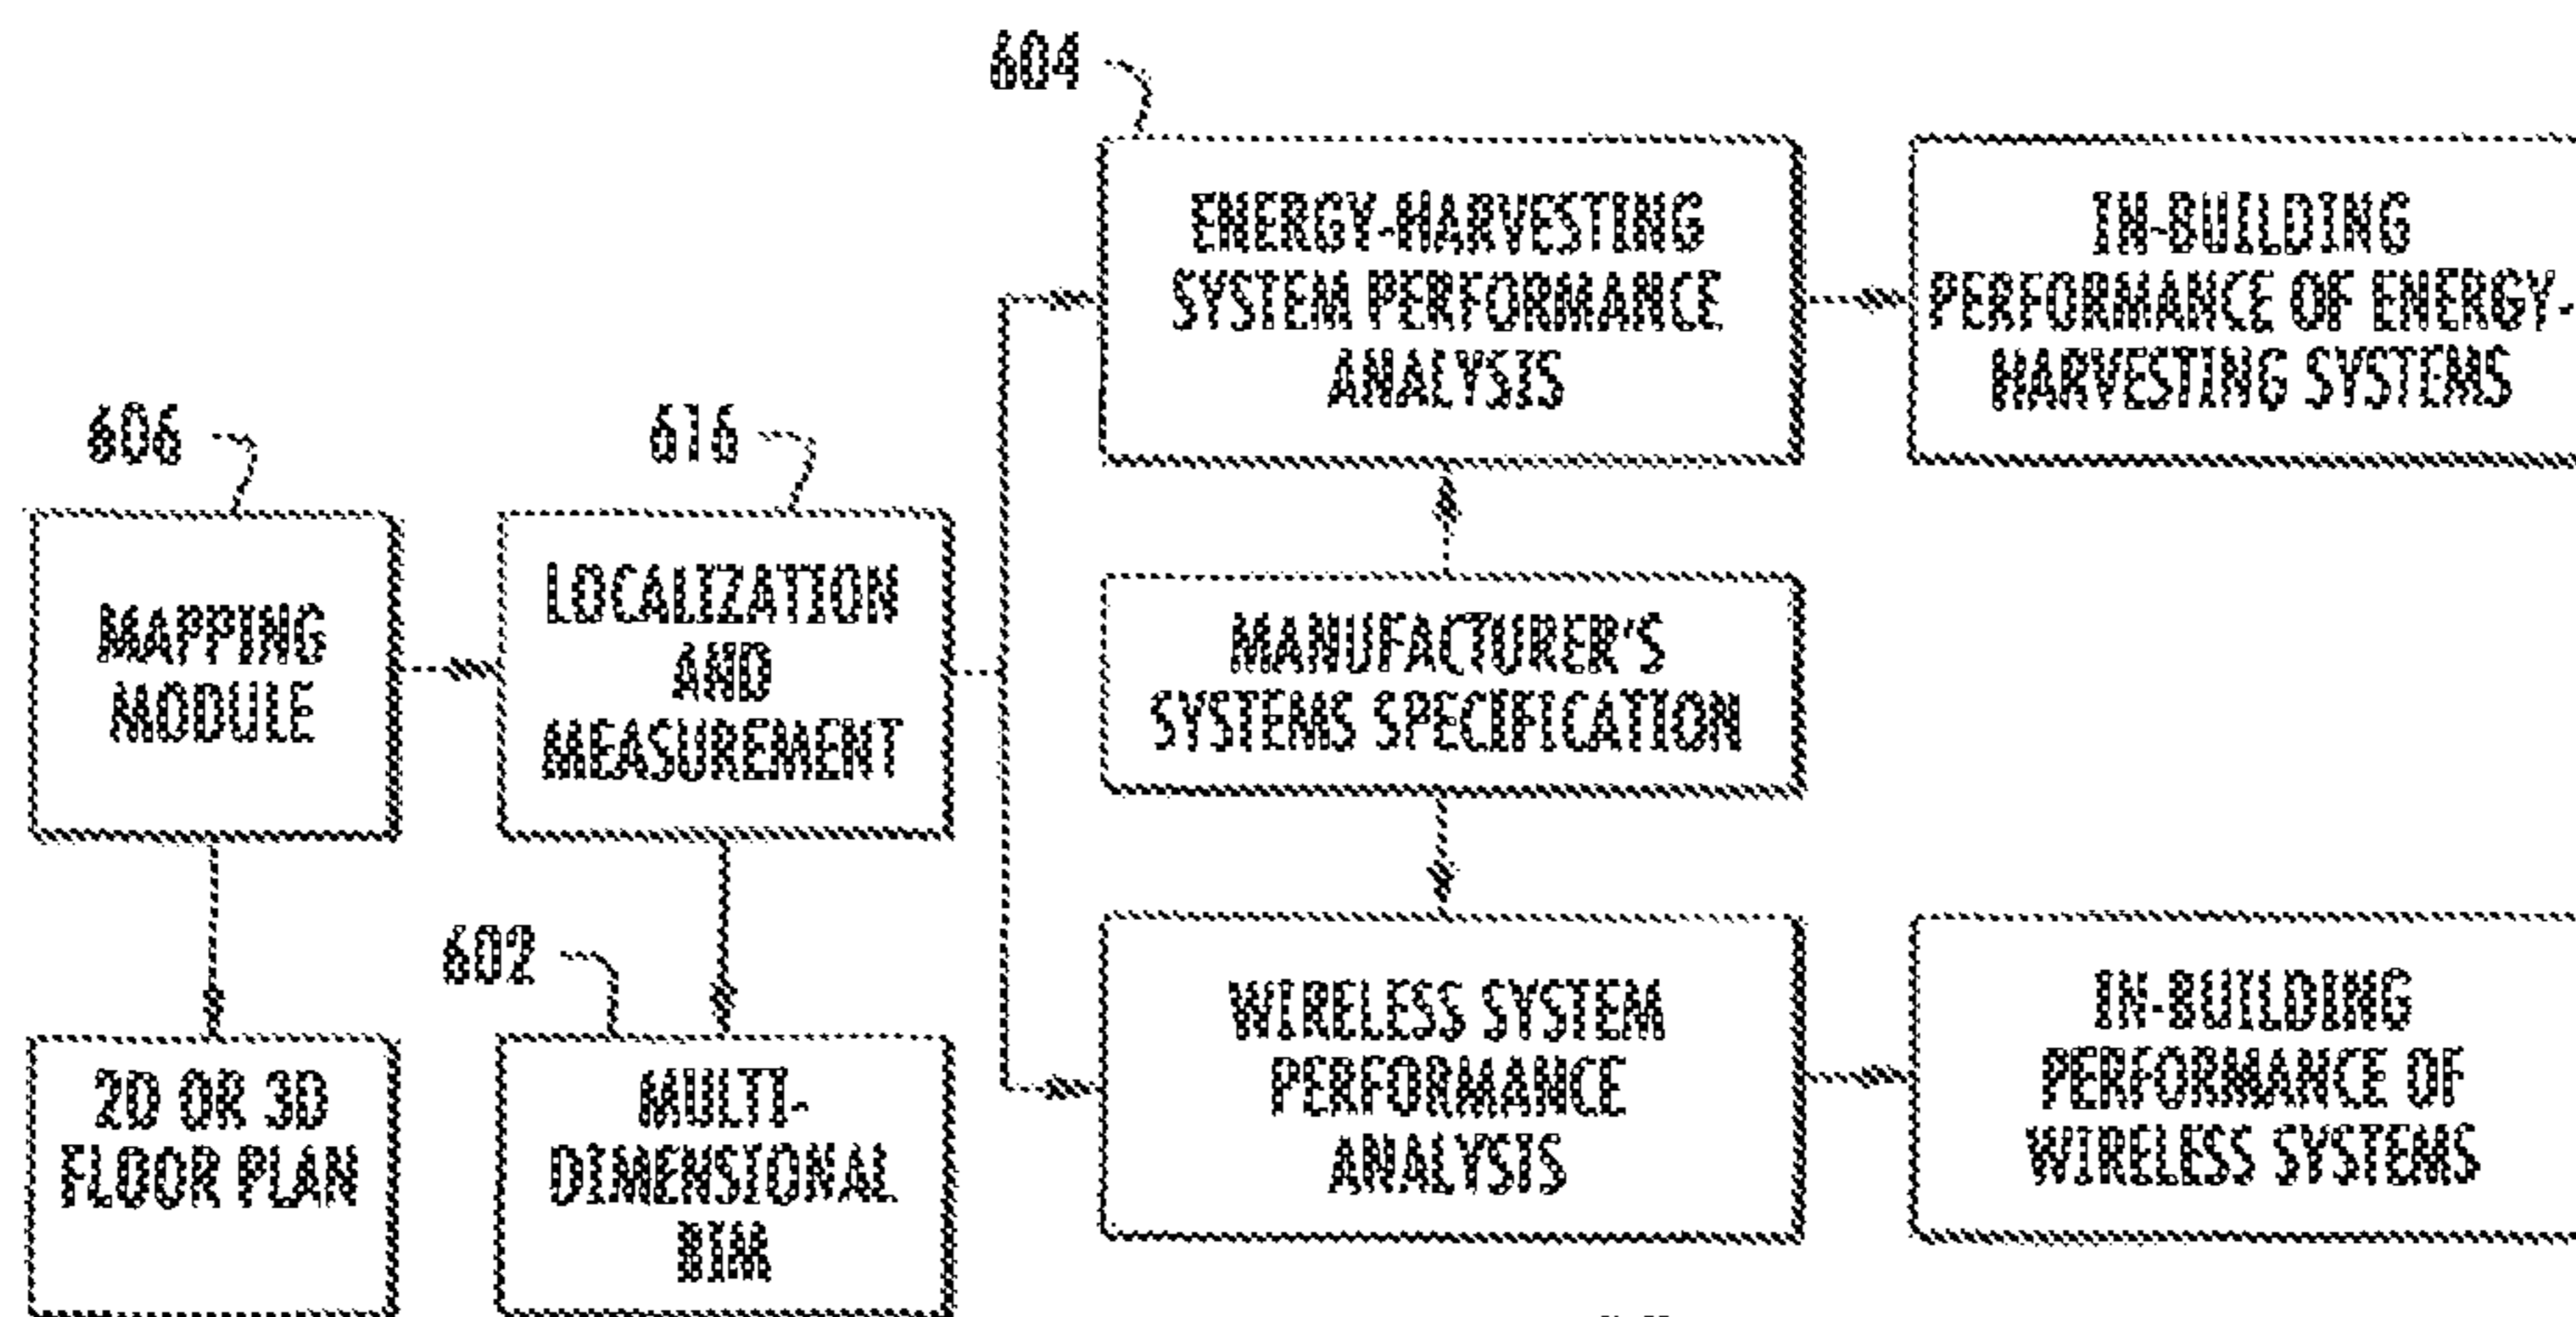 604
ENERGY-HARVESTING
SYSTEM PERFORMANCE
ANALYSIS
IN-BUILDING
PERFORMANCE OF ENERGY-
HARVESTING SYSTEMS
606
MAPPING
MODULE
616
LOCALIZATION
AND
MEASUREMENT
MANUFACTURER'S
SYSTEMS SPECIFICATION
2D OR 3D
FLOOR PLAN
602
MULTI-
DIMENSIONAL
BIM
WIRELESS SYSTEM
PERFORMANCE
ANALYSIS
IN-BUILDING
PERFORMANCE OF
WIRELESS SYSTEMS